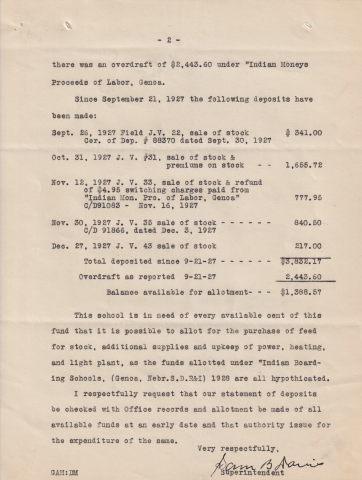 - 2 -
there was an overdraft of $2,443.60 under "Indian Moneys
Proceeds of Labor, Genoa.
Since September 21, 1927 the following deposits have
been made:
Sept. 26, 1927 Field J.V. 22, sale of stock $ 341.00
Cer. of Dep. # 88370 dated Sept. 30, 1927
Oct. 31, 1927 J. V. #31, sale of stock &
premiums on stock - - 1,655.72
Nov. 12, 1927 J. V. 33, sale of stock & refund
of $4.95 switching charges paid from
"Indian Mon. Pro. of Labor, Genoa" 777.95
C/D91083 - Nov. 16, 1927
Nov. 30, 1927 J. V. 35 sale of stock - - - - - - 840.50
C/D 91866, dated Dec. 3, 1927
Dec. 27, 1927 J.V. 43 sale of stock 217.00
Total deposited since 9-21-27 - - - $3,832.17
Overdraft as reported 9-21-27 2,443.60
Balance available for allotment- - - $1,388.57
This school is in need of every available cent of this
fund that it is possible to allot for the purchase of feed
for stock, additional supplies and upkeep of power, heating,
and light plant, as the funds allotted under "Indian Board-
ing Schools, (Genoa, Nebr.S.D.R&I) 1928 are all hypothicated.
I respectfully request that our statement of deposits
be checked with Office records and allotment be made of all
available funds at an early date and that authority issue for
the expenditure of the same.
Very respectfully,
Sam B Davis
Superintendent
GAM:DM